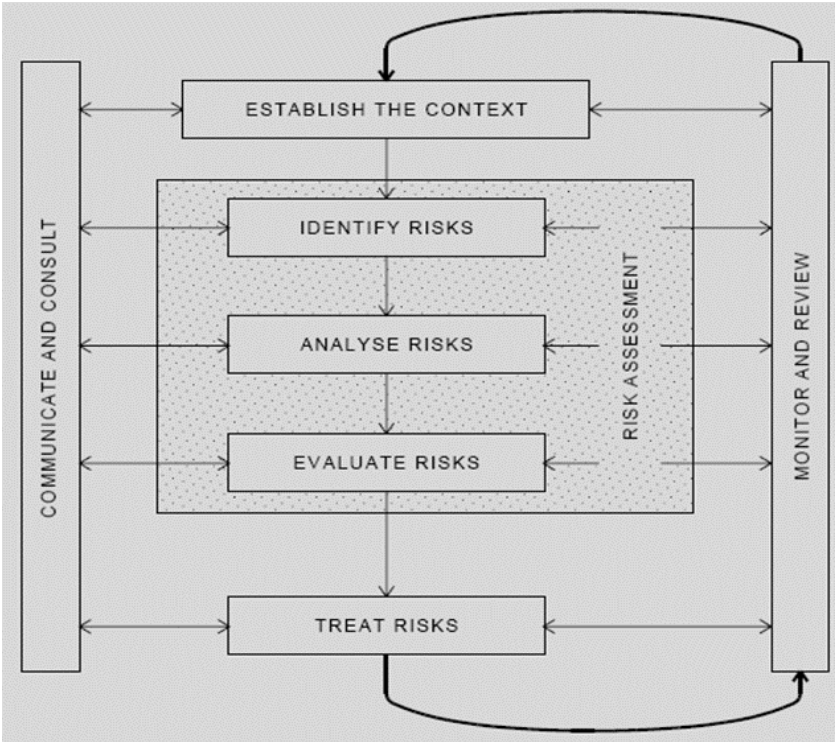 ESTABLISH THE CONTEXT
COMMUNICATE AND CONSULT
IDENTIFY RISKS
ANALYSE RISKS
EVALUATE RISKS
RISK ASSESSMENT
MONITOR AND REVIEW
TREAT RISKS